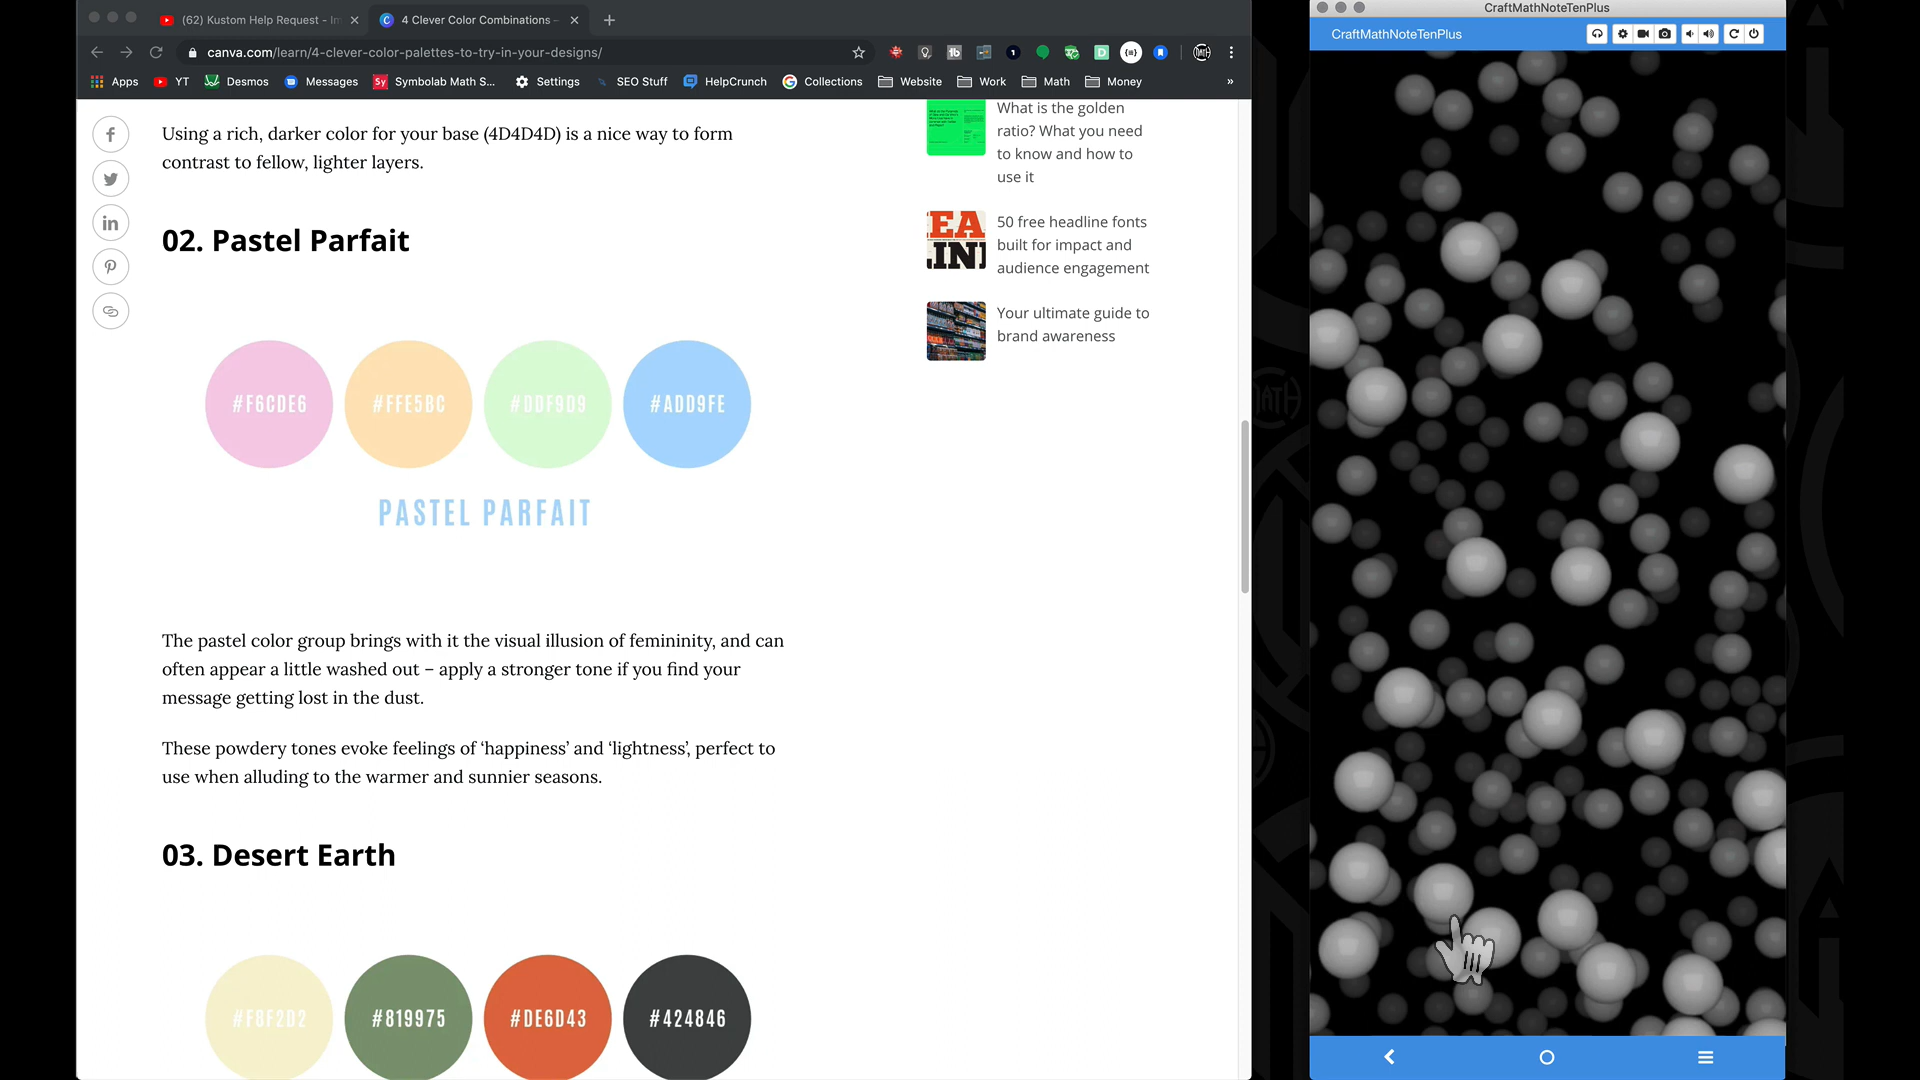 (62) Kustom Help Request - In
4 Clever Color Combinations -
canva.com/learn/4-clever-color-palettes-to-try-in-your-designs/
Apps
YT
Desmos
Messages
Sy
Symbolab Math S...
Settings
SEO Stuff
HelpCrunch
Collections
Website
Work
Math
Money
»
Using a rich, darker color for your base (4D4D4D) is a nice way to form
contrast to fellow, lighter layers.
02. Pastel Parfait
#F6CDE6
#FFE5BC
#DDF9D9
#ADD9FE
PASTEL PARFAIT
The pastel color group brings with it the visual illusion of femininity, and can
often appear a little washed out – apply a stronger tone if you find your
message getting lost in the dust.
These powdery tones evoke feelings of ‘happiness’ and ‘lightness’, perfect to
use when alluding to the warmer and sunnier seasons.
03. Desert Earth
#F8F2D2
#819975
#DE6D43
#424846
What is the golden
ratio? What you need
to know and how to
use it
EA
LIN
50 free headline fonts
built for impact and
audience engagement
Your ultimate guide to
brand awareness
CraftMathNoteTenPlus
CraftMathNoteTenPlus